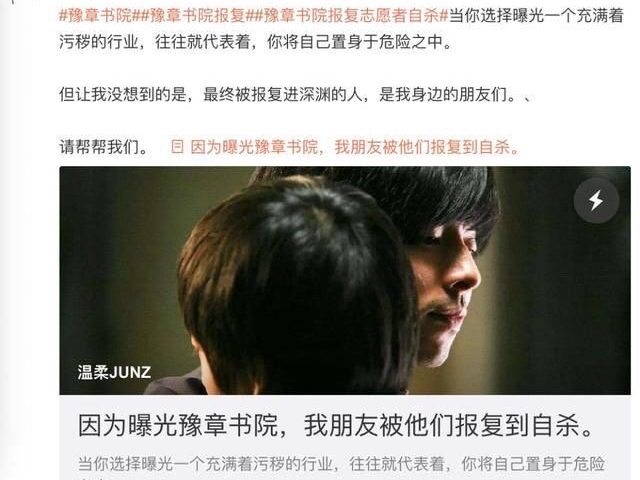 #豫章书院##豫章书院报复##豫章书院报复志愿者自杀#当你选择曝光一个充满着
污秽的行业，往往就代表着，你将自己置身于危险之中。
但让我没想到的是，最终被报复进深渊的人，是我身边的朋友们。、
请帮帮我们。 因为曝光豫章书院，我朋友被他们报复到自杀。
温柔JUNZ
因为曝光豫章书院，我朋友被他们报复到自杀。
当你选择曝光一个充满着污秽的行业，往往就代表着，你将自己置身于危险